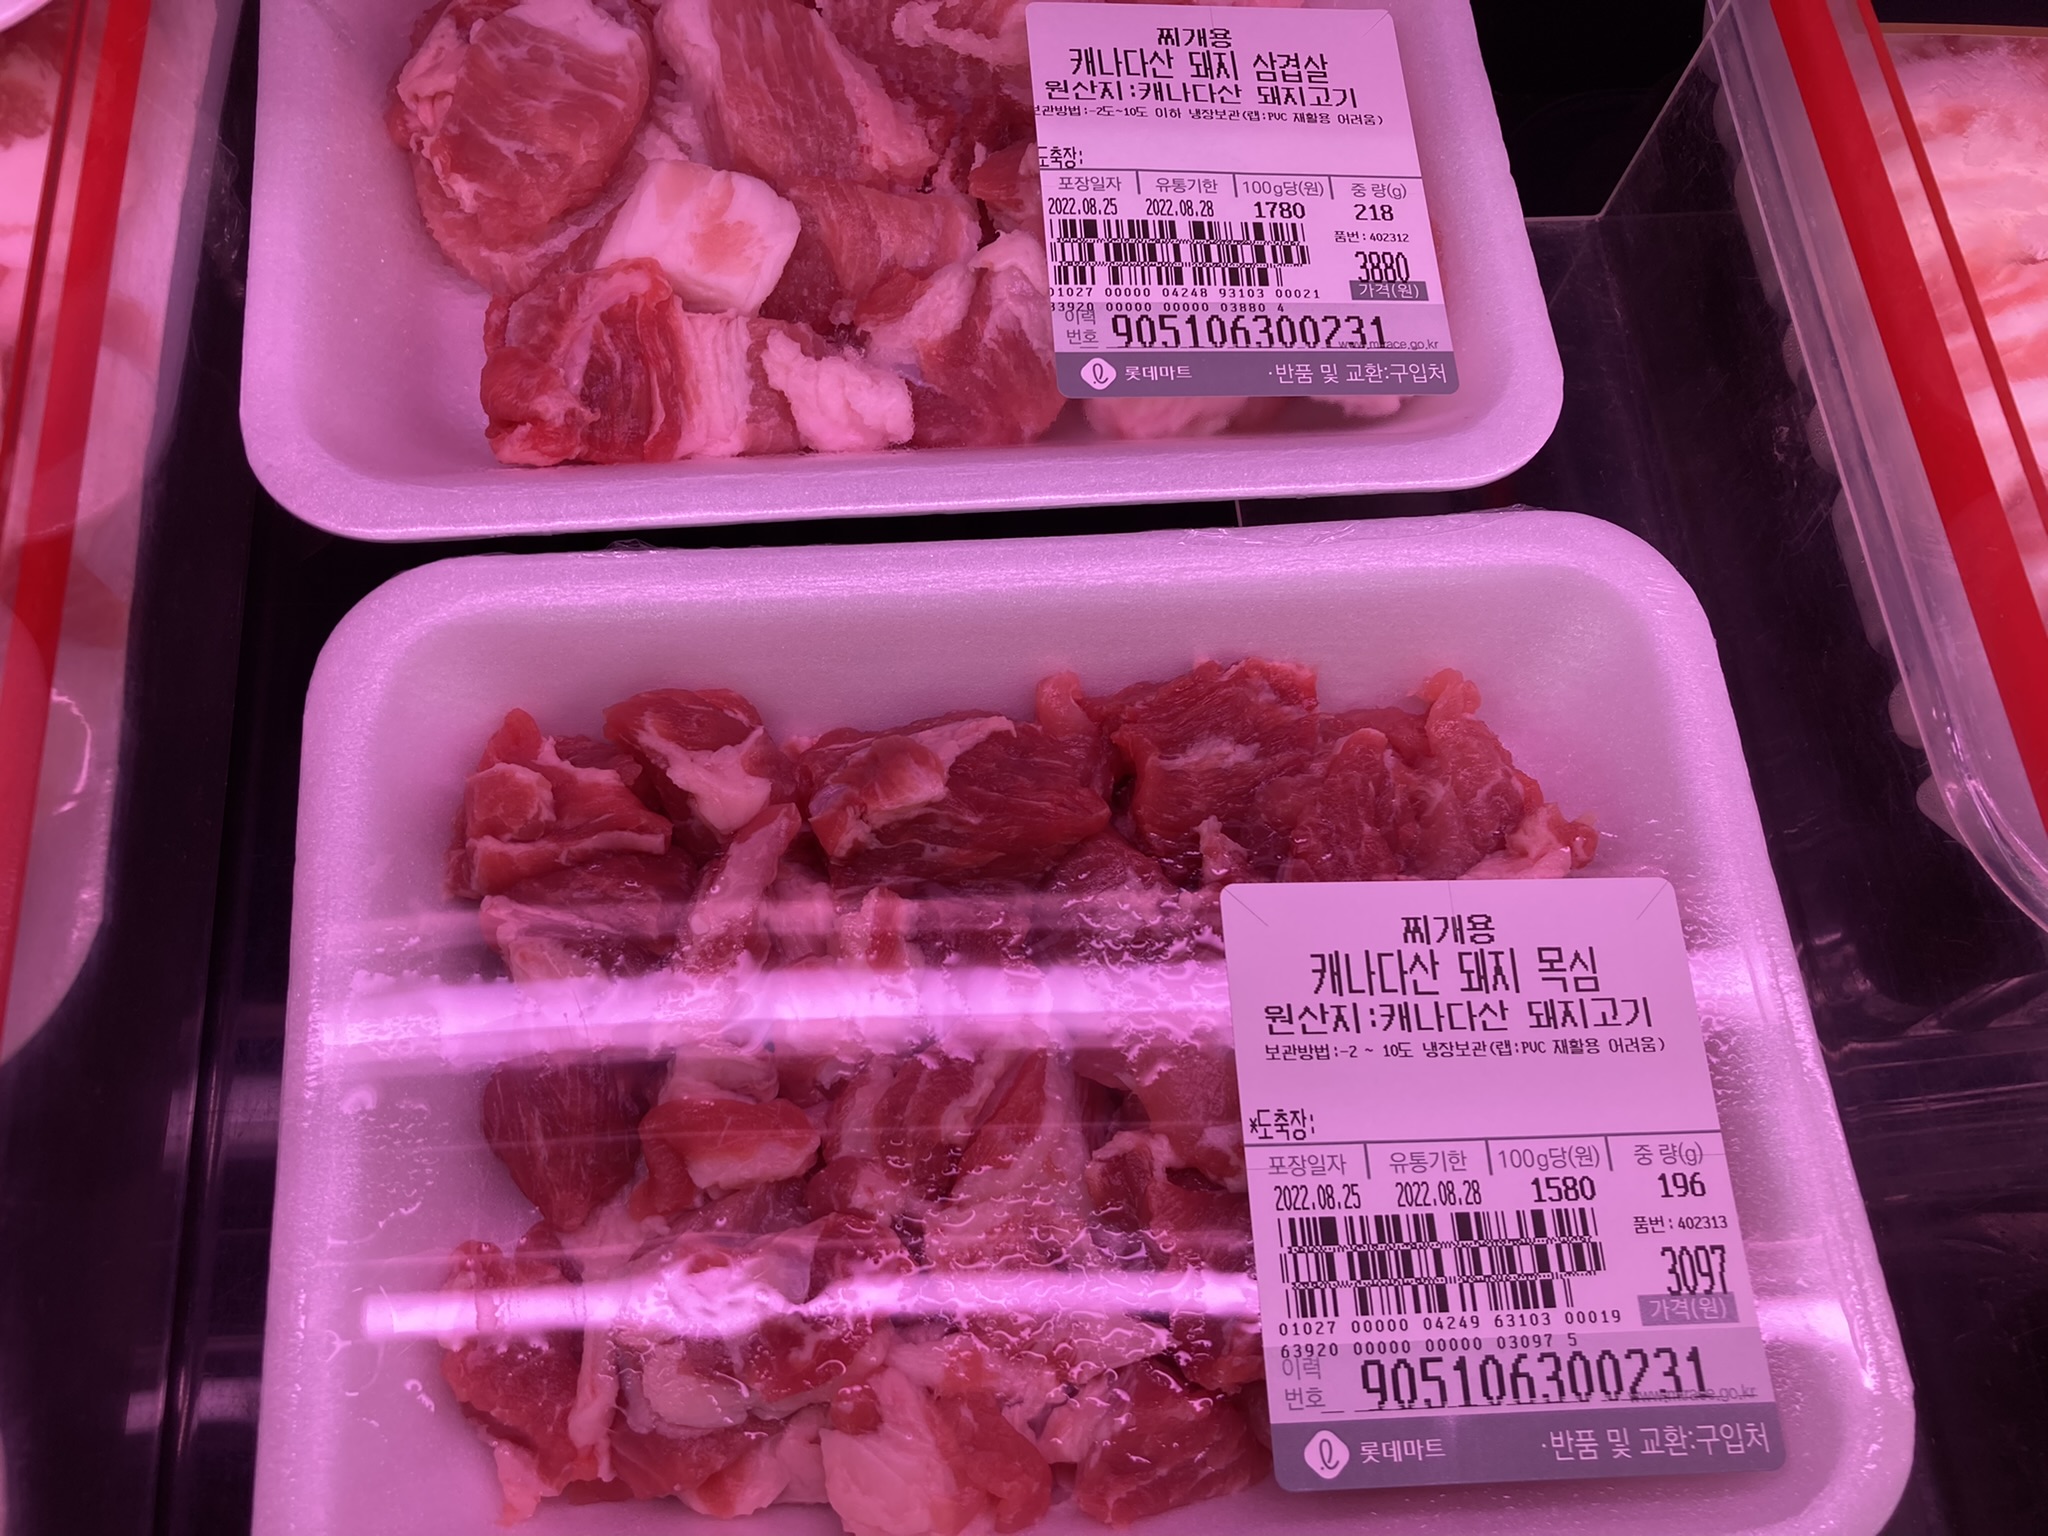 찌개용
캐나다산 돼지 삼겹살
원산지:캐나다산 돼지고기
보관방법:-2도~10도 이하 냉장보관(랩:PVC 재활용 어려움)
도축장:
포장일자 유통기한 100g당(원) 중 량(g)
2022.08.25 2022.08.28 1780 218
품번:402312
3880
가격(원)
01027 00000 04248 93103 00021
83920 00000 00000 03880 4
이력
번호 905106300231
www.mtrace.go.kr
롯데마트 ·반품 및 교환:구입처
찌개용
캐나다산 돼지 목심
원산지:캐나다산 돼지고기
보관방법:-2 ~ 10도 냉장보관(랩:PVC 재활용 어려움)
*도축장:
포장일자 유통기한 100g당(원) 중 량(g)
2022.08.25 2022.08.28 1580 196
품번:402313
3097
가격(원)
01027 00000 04249 63103 00019
63920 00000 00000 03097 5
이력
번호 905106300231
www.mtrace.go.kr
롯데마트 ·반품 및 교환:구입처